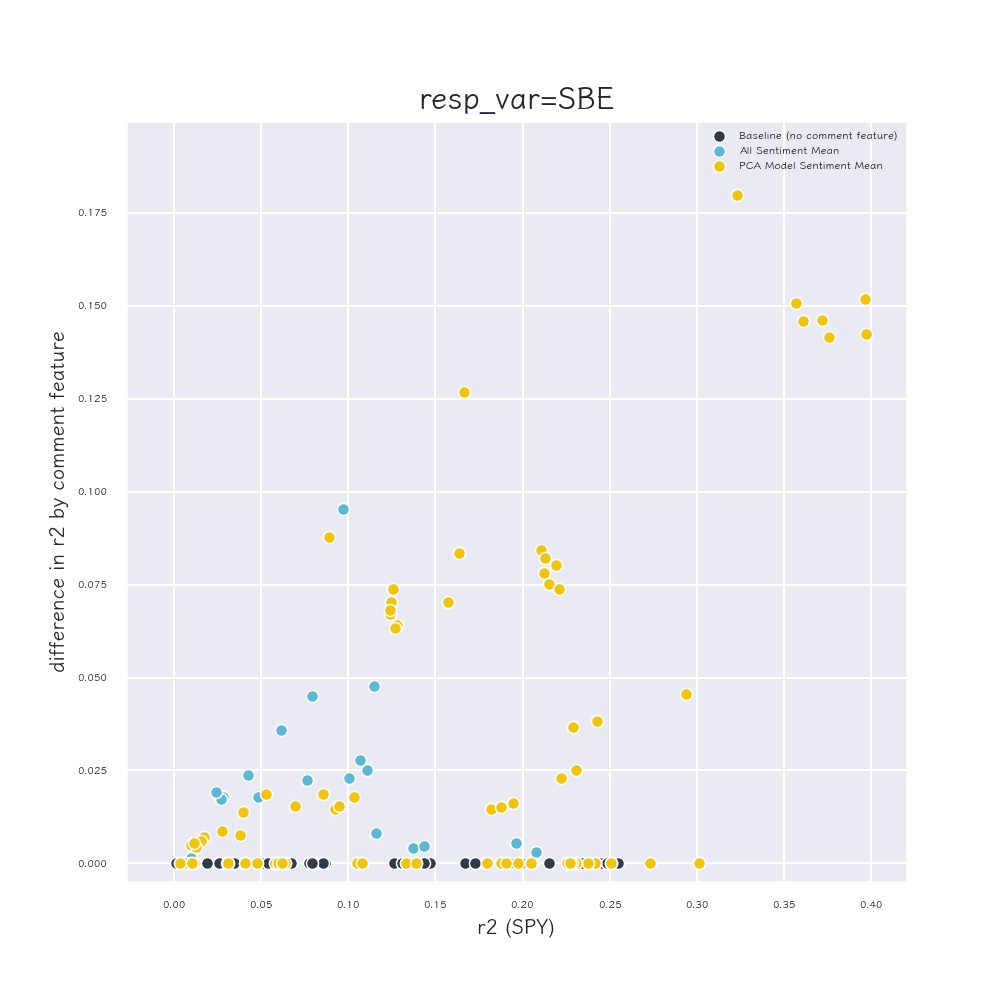 resp_var=SBE
Baseline (no comment feature)
All Sentiment Mean
PCA Model Sentiment Mean
difference in r2 by comment feature
0.175
0.150
0.125
0.100
0.075
0.050
0.025
0.000
0.00 0.05 0.10 0.15 0.20 0.25 0.30 0.35 0.40
r2 (SPY)